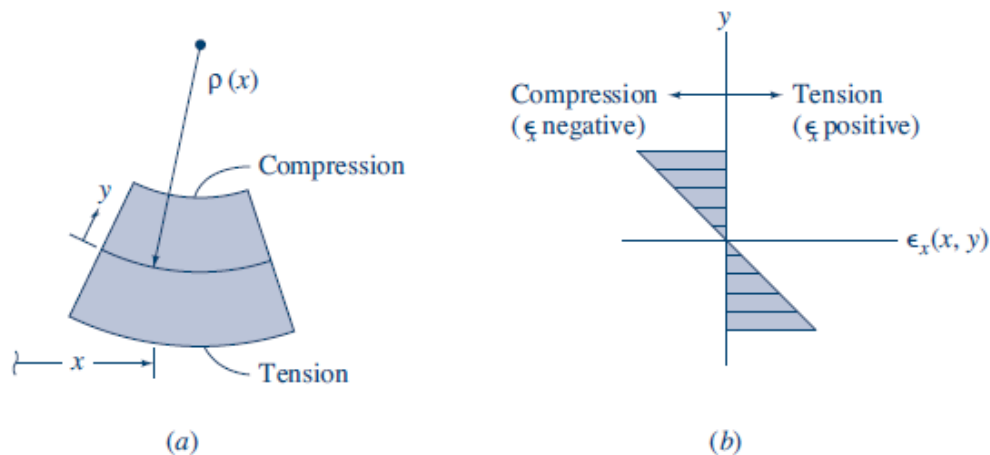 ρ (x)
Compression
y
x
Tension
(a)
y
Compression
(ϵx negative)
Tension
(ϵx positive)
ϵx(x, y)
(b)